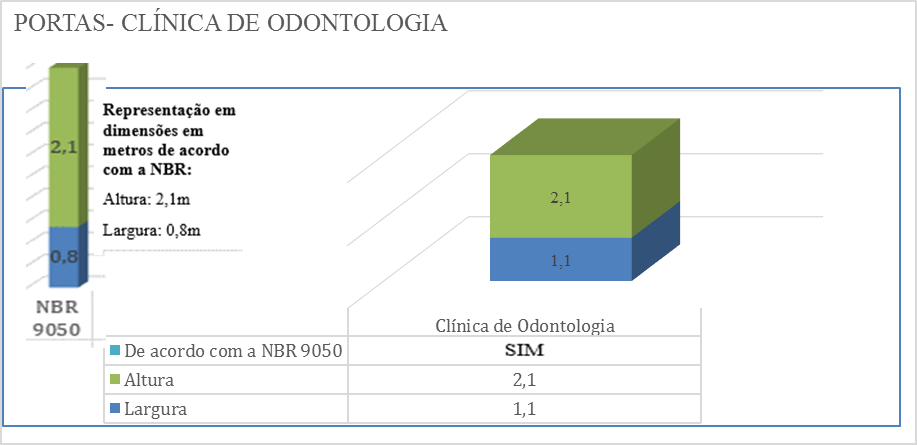 PORTAS- CLÍNICA DE ODONTOLOGIA
2,1
0,8
NBR
9050
Representação em
dimensões em
metros de acordo
com a NBR:
Altura: 2,1m
Largura: 0,8m
2,1
1,1
Clínica de Odontologia
De acordo com a NBR 9050 SIM
Altura 2,1
Largura 1,1